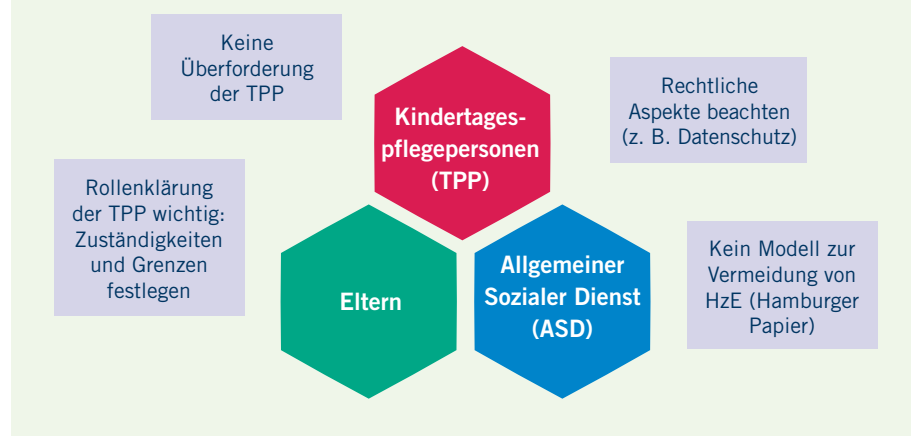 Keine
Überforderung
der TPP
Kindertages-
pflegepersonen
(TPP)
Rechtliche
Aspekte beachten
(z. B. Datenschutz)
Rollenklärung
der TPP wichtig:
Zuständigkeiten
und Grenzen
festlegen
Eltern
Allgemeiner
Sozialer Dienst
(ASD)
Kein Modell zur
Vermeidung von
HzE (Hamburger
Papier)